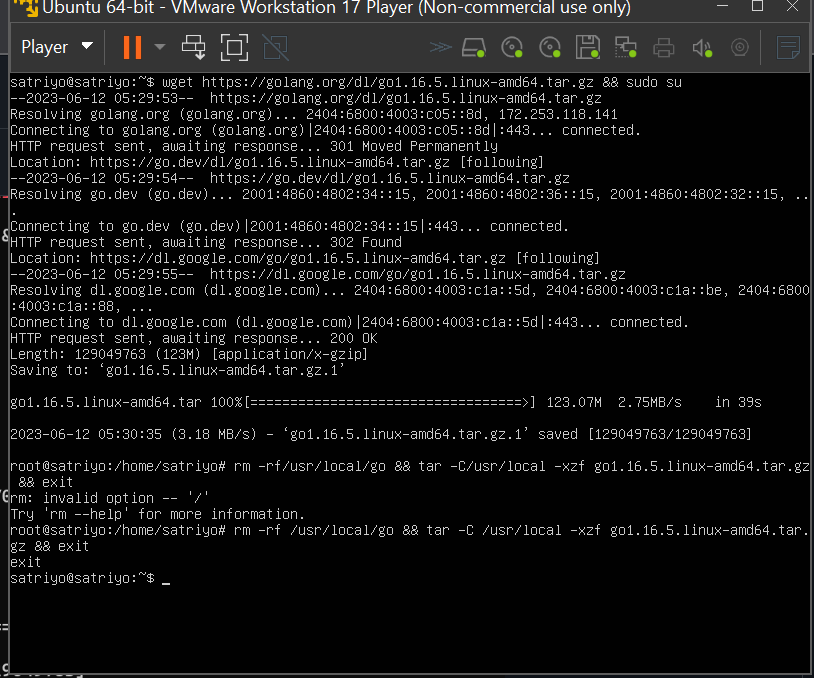 Ubuntu 64-bit - VMware Workstation 17 Player (Non-commercial use only)
Player
satriyo@satriyo:~$ wget https://golang.org/dl/go1.16.5.linux-amd64.tar.gz && sudo su
--2023-06-12 05:29:53--  https://golang.org/dl/go1.16.5.linux-amd64.tar.gz
Resolving golang.org (golang.org)... 2404:6800:4003:c05::8d, 172.253.118.141
Connecting to golang.org (golang.org)|2404:6800:4003:c05::8d|:443... connected.
HTTP request sent, awaiting response... 301 Moved Permanently
Location: https://go.dev/dl/go1.16.5.linux-amd64.tar.gz [following]
--2023-06-12 05:29:54--  https://go.dev/dl/go1.16.5.linux-amd64.tar.gz
Resolving go.dev (go.dev)... 2001:4860:4802:34::15, 2001:4860:4802:36::15, 2001:4860:4802:32::15, ..
.
Connecting to go.dev (go.dev)|2001:4860:4802:34::15|:443... connected.
HTTP request sent, awaiting response... 302 Found
Location: https://dl.google.com/go/go1.16.5.linux-amd64.tar.gz [following]
--2023-06-12 05:29:55--  https://dl.google.com/go/go1.16.5.linux-amd64.tar.gz
Resolving dl.google.com (dl.google.com)... 2404:6800:4003:c1a::5d, 2404:6800:4003:c1a::be, 2404:6800
:4003:c1a::88, ...
Connecting to dl.google.com (dl.google.com)|2404:6800:4003:c1a::5d|:443... connected.
HTTP request sent, awaiting response... 200 OK
Length: 129049763 (123M) [application/x-gzip]
Saving to: ‘go1.16.5.linux-amd64.tar.gz.1’
go1.16.5.linux-amd64.tar 100%[==================================>] 123.07M  2.75MB/s    in 39s
2023-06-12 05:30:35 (3.18 MB/s) - ‘go1.16.5.linux-amd64.tar.gz.1’ saved [129049763/129049763]
root@satriyo:/home/satriyo# rm -rf/usr/local/go && tar -C/usr/local -xzf go1.16.5.linux-amd64.tar.gz
 && exit
rm: invalid option -- '/'
Try 'rm --help' for more information.
root@satriyo:/home/satriyo# rm -rf /usr/local/go && tar -C /usr/local -xzf go1.16.5.linux-amd64.tar.
gz && exit
exit
satriyo@satriyo:~$ _